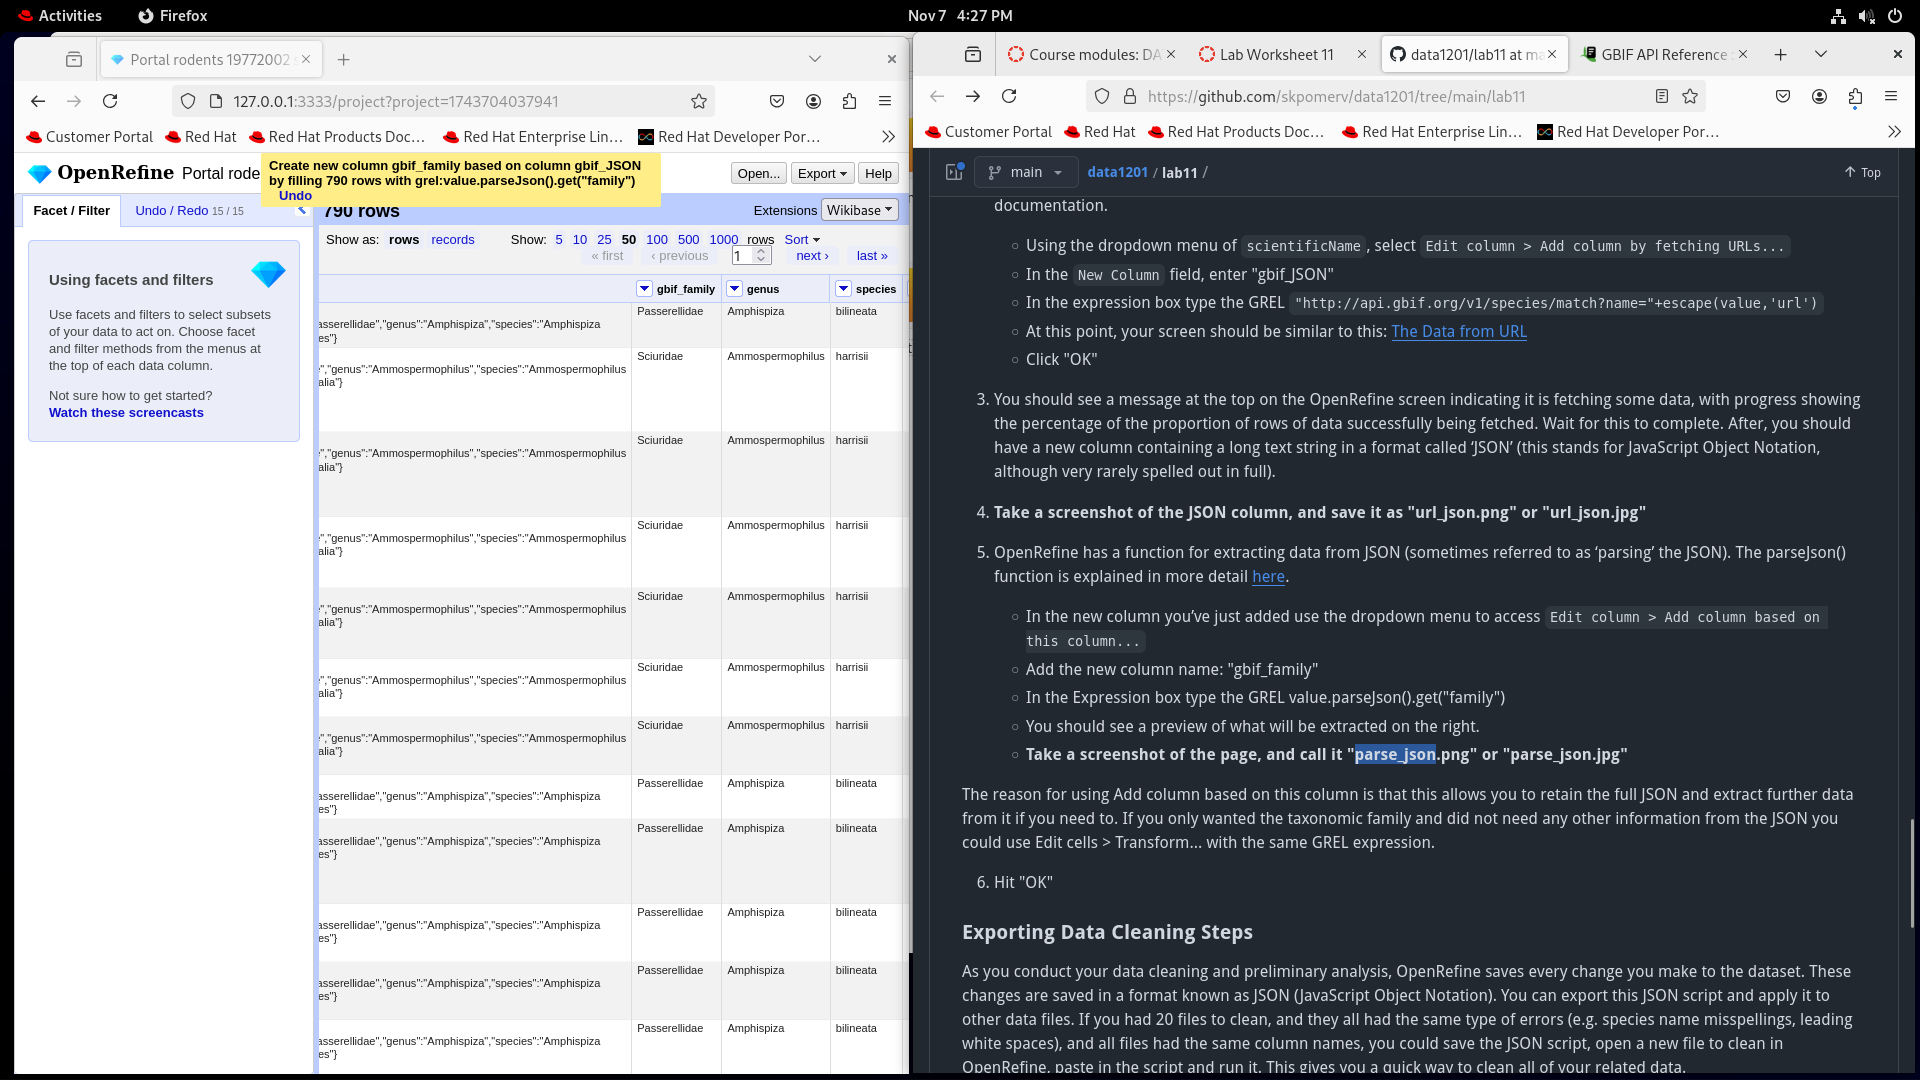 Activities
Firefox
Nov 7 4:27 PM
Portal rodents 19772002
127.0.0.1:3333/project?project=1743704037941
Customer Portal
Red Hat
Red Hat Products Doc…
Red Hat Enterprise Lin…
Red Hat Developer Por…
OpenRefine
Portal rode
Create new column gbif_family based on column gbif_JSON
by filling 790 rows with grel:value.parseJson().get("family")
Undo
Open...
Export
Help
Facet / Filter
Undo / Redo 15 / 15
790 rows
Extensions
Wikibase
Show as: rows records
Show: 5 10 25 50 100 500 1000 rows
Sort
« first
‹ previous
1
next ›
last »
Using facets and filters
Use facets and filters to select subsets
of your data to act on. Choose facet
and filter methods from the menus at
the top of each data column.
Not sure how to get started?
Watch these screencasts
gbif_family genus species
asserellidae","genus":"Amphispiza","species":"Amphispiza
es"}
Passerellidae Amphispiza bilineata
","genus":"Ammospermophilus","species":"Ammospermophilus
alia"}
Sciuridae Ammospermophilus harrisii
","genus":"Ammospermophilus","species":"Ammospermophilus
alia"}
Sciuridae Ammospermophilus harrisii
","genus":"Ammospermophilus","species":"Ammospermophilus
alia"}
Sciuridae Ammospermophilus harrisii
","genus":"Ammospermophilus","species":"Ammospermophilus
alia"}
Sciuridae Ammospermophilus harrisii
","genus":"Ammospermophilus","species":"Ammospermophilus
alia"}
Sciuridae Ammospermophilus harrisii
","genus":"Ammospermophilus","species":"Ammospermophilus
alia"}
Sciuridae Ammospermophilus harrisii
asserellidae","genus":"Amphispiza","species":"Amphispiza
es"}
Passerellidae Amphispiza bilineata
asserellidae","genus":"Amphispiza","species":"Amphispiza
es"}
Passerellidae Amphispiza bilineata
asserellidae","genus":"Amphispiza","species":"Amphispiza
es"}
Passerellidae Amphispiza bilineata
asserellidae","genus":"Amphispiza","species":"Amphispiza
es"}
Passerellidae Amphispiza bilineata
asserellidae","genus":"Amphispiza","species":"Amphispiza
es"}
Passerellidae Amphispiza bilineata
Course modules: DA
Lab Worksheet 11
data1201/lab11 at ma
GBIF API Reference
https://github.com/skpomerv/data1201/tree/main/lab11
Customer Portal
Red Hat
Red Hat Products Doc…
Red Hat Enterprise Lin…
Red Hat Developer Por…
main
data1201 / lab11 /
Top
documentation.
Using the dropdown menu of scientificName, select Edit column > Add column by fetching URLs...
In the New Column field, enter "gbif_JSON"
In the expression box type the GREL "http://api.gbif.org/v1/species/match?name="+escape(value,'url')
At this point, your screen should be similar to this: The Data from URL
Click "OK"
3. You should see a message at the top on the OpenRefine screen indicating it is fetching some data, with progress showing
the percentage of the proportion of rows of data successfully being fetched. Wait for this to complete. After, you should
have a new column containing a long text string in a format called ‘JSON’ (this stands for JavaScript Object Notation,
although very rarely spelled out in full).
4. Take a screenshot of the JSON column, and save it as "url_json.png" or "url_json.jpg"
5. OpenRefine has a function for extracting data from JSON (sometimes referred to as ‘parsing’ the JSON). The parseJson()
function is explained in more detail here.
In the new column you’ve just added use the dropdown menu to access Edit column > Add column based on
this column...
Add the new column name: "gbif_family"
In the Expression box type the GREL value.parseJson().get("family")
You should see a preview of what will be extracted on the right.
Take a screenshot of the page, and call it "parse_json.png" or "parse_json.jpg"
The reason for using Add column based on this column is that this allows you to retain the full JSON and extract further data
from it if you need to. If you only wanted the taxonomic family and did not need any other information from the JSON you
could use Edit cells > Transform... with the same GREL expression.
6. Hit "OK"
Exporting Data Cleaning Steps
As you conduct your data cleaning and preliminary analysis, OpenRefine saves every change you make to the dataset. These
changes are saved in a format known as JSON (JavaScript Object Notation). You can export this JSON script and apply it to
other data files. If you had 20 files to clean, and they all had the same type of errors (e.g. species name misspellings, leading
white spaces), and all files had the same column names, you could save the JSON script, open a new file to clean in
OpenRefine, paste in the script and run it. This gives you a quick way to clean all of your related data.